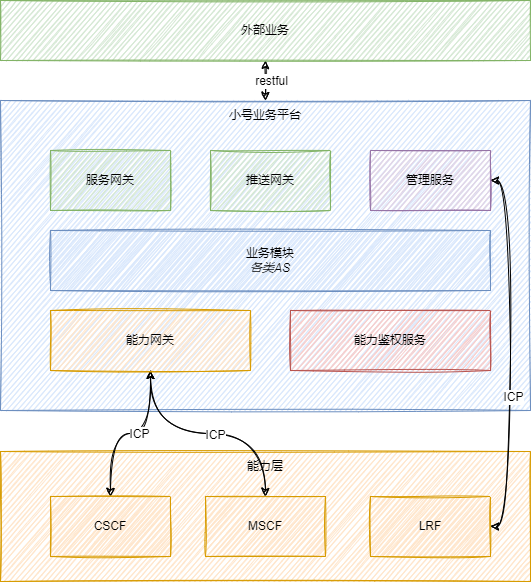 外部业务
restful
小号业务平台
服务网关
推送网关
管理服务
业务模块
各类AS
能力网关
能力鉴权服务
ICP
ICP
ICP
能力层
CSCF
MSCF
LRF